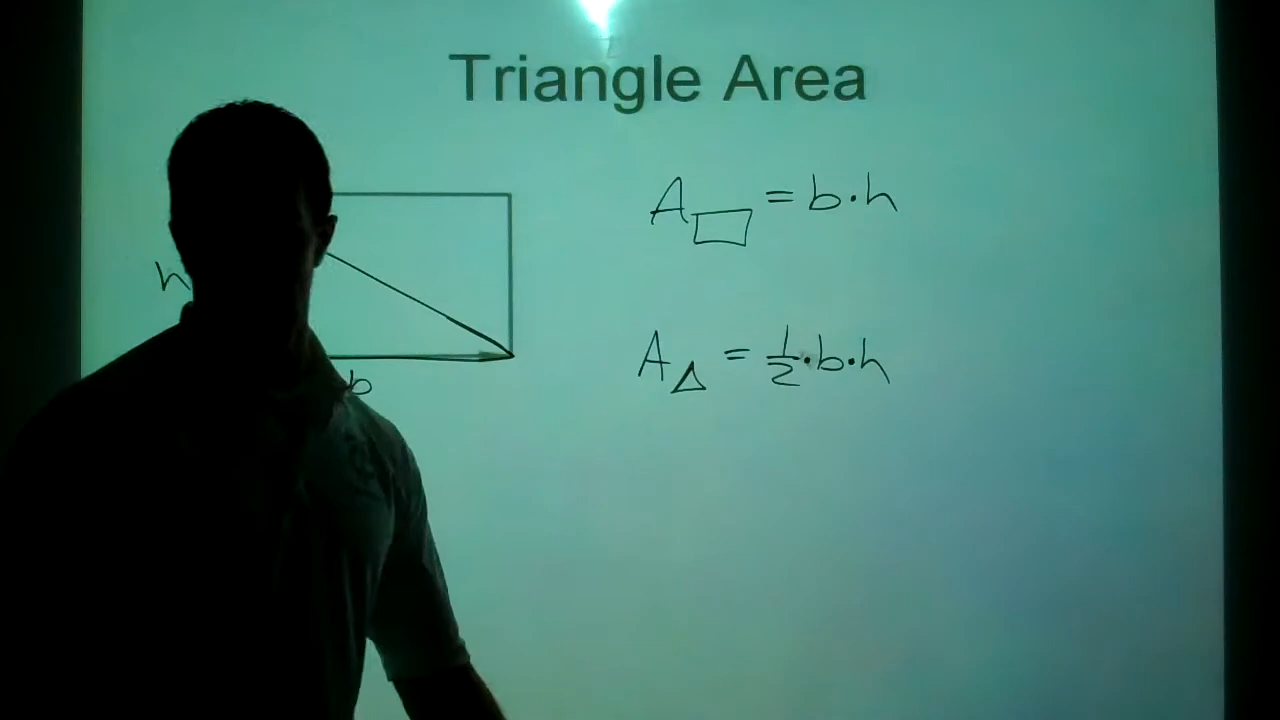 Triangle Area
A▭ = b·h
h
A△ = 1/2·b·h
b